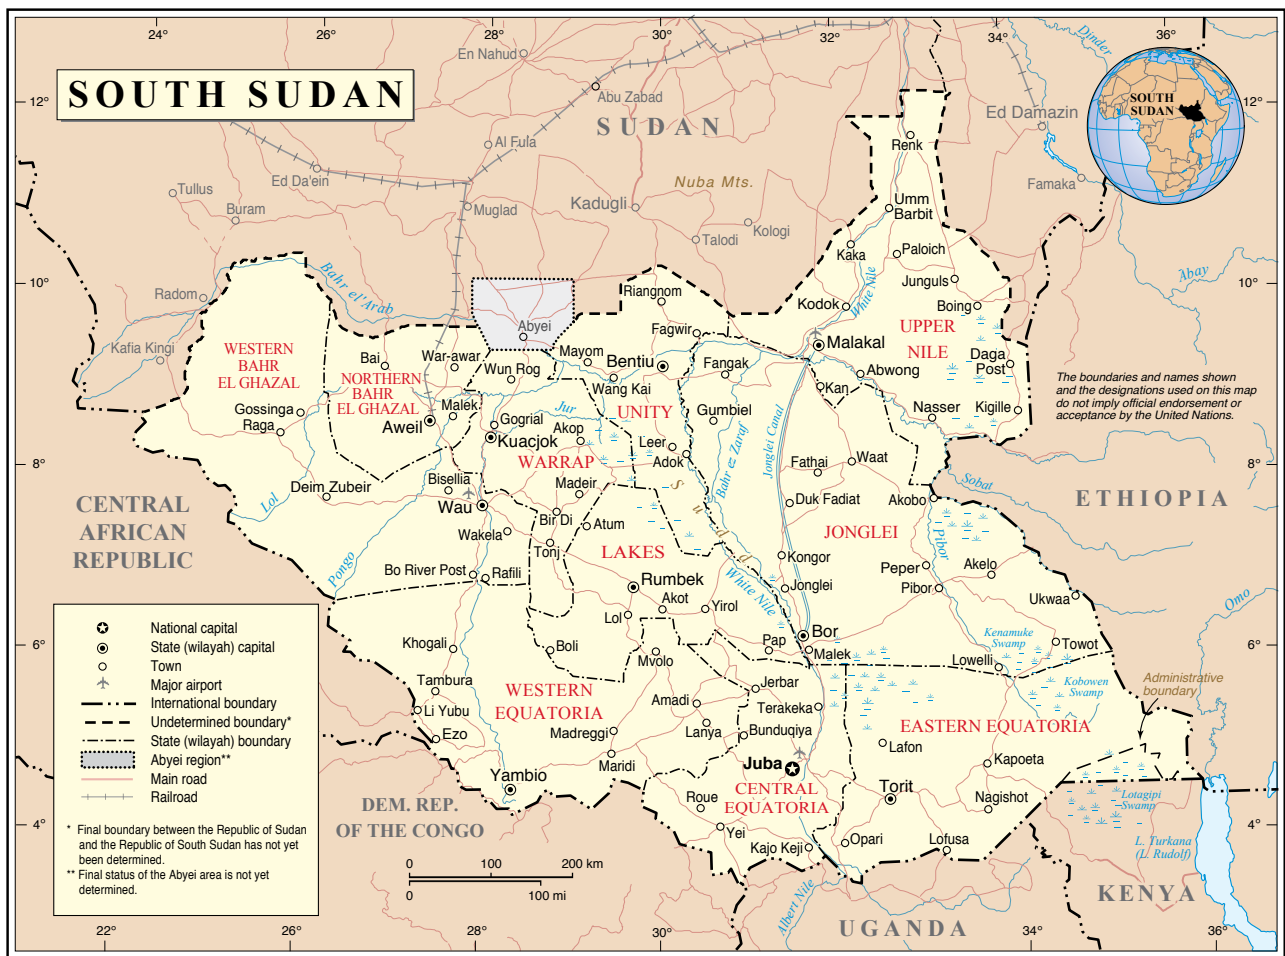 24°
26°
28°
30°
32°
34°
36°
12°
12°
10°
10°
8°
8°
6°
6°
4°
4°
22°
26°
28°
30°
34°
36°
SOUTH SUDAN
SOUTH
SUDAN
SUDAN
En Nahud
Abu Zabad
Al Fula
Ed Da'ein
Tullus
Buram
Muglad
Kadugli
Nuba Mts.
Talodi
Kologi
Radom
Kafia Kingi
Ed Damazin
Famaka
Dinder
Abay
Bahr el'Arab
Abyei
Renk
Umm
Barbit
Kaka
Paloich
Junguls
Kodok
White Nile
Boing
UPPER
NILE
Malakal
Daga
Post
Abwong
Kan
Nasser
Kigille
Riangnom
Fagwir
Mayom
Bentiu
Fangak
Wang Kai
UNITY
Gumbiel
Leer
Adok
WESTERN
BAHR
EL GHAZAL
Bai
War-awar
Wun Rog
NORTHERN
BAHR
EL GHAZAL
Malek
Aweil
Gossinga
Raga
Gogrial
Jur
Kuacjok
Akop
WARRAP
Deim Zubeir
Bisellia
Madeir
Wau
Bir Di
Atum
Wakela
Tonj
Lol
Pongo
Bo River Post
Rafili
LAKES
Rumbek
Akot
Yirol
Lol
Sudd
Bahr ez Zaraf
Jonglei Canal
White Nile
Fathai
Waat
Duk Fadiat
Akobo
JONGLEI
Kongor
Jonglei
Peper
Pibor
Pibor
Akelo
Ukwaa
Sobat
Omo
Bor
Malek
Pap
Kenamuke
Swamp
Towot
Lowelli
Kobowen
Swamp
Administrative
boundary
Khogali
Boli
Mvolo
Tambura
Li Yubu
Ezo
WESTERN
EQUATORIA
Madreggi
Maridi
Yambio
Amadi
Lanya
Jerbar
Terakeka
Bunduqiya
Juba
CENTRAL
EQUATORIA
Roue
Yei
Kajo Keji
EASTERN EQUATORIA
Lafon
Kapoeta
Torit
Nagishot
Opari
Lofusa
Lotagipi
Swamp
L. Turkana
(L. Rudolf)
Albert Nile
CENTRAL
AFRICAN
REPUBLIC
ETHIOPIA
DEM. REP.
OF THE CONGO
UGANDA
KENYA
The boundaries and names shown
and the designations used on this map
do not imply official endorsement or
acceptance by the United Nations.
National capital
State (wilayah) capital
Town
Major airport
International boundary
Undetermined boundary*
State (wilayah) boundary
Abyei region**
Main road
Railroad
* Final boundary between the Republic of Sudan
and the Republic of South Sudan has not yet
been determined.
** Final status of the Abyei area is not yet
determined.
0 100 200 km
0 100 mi